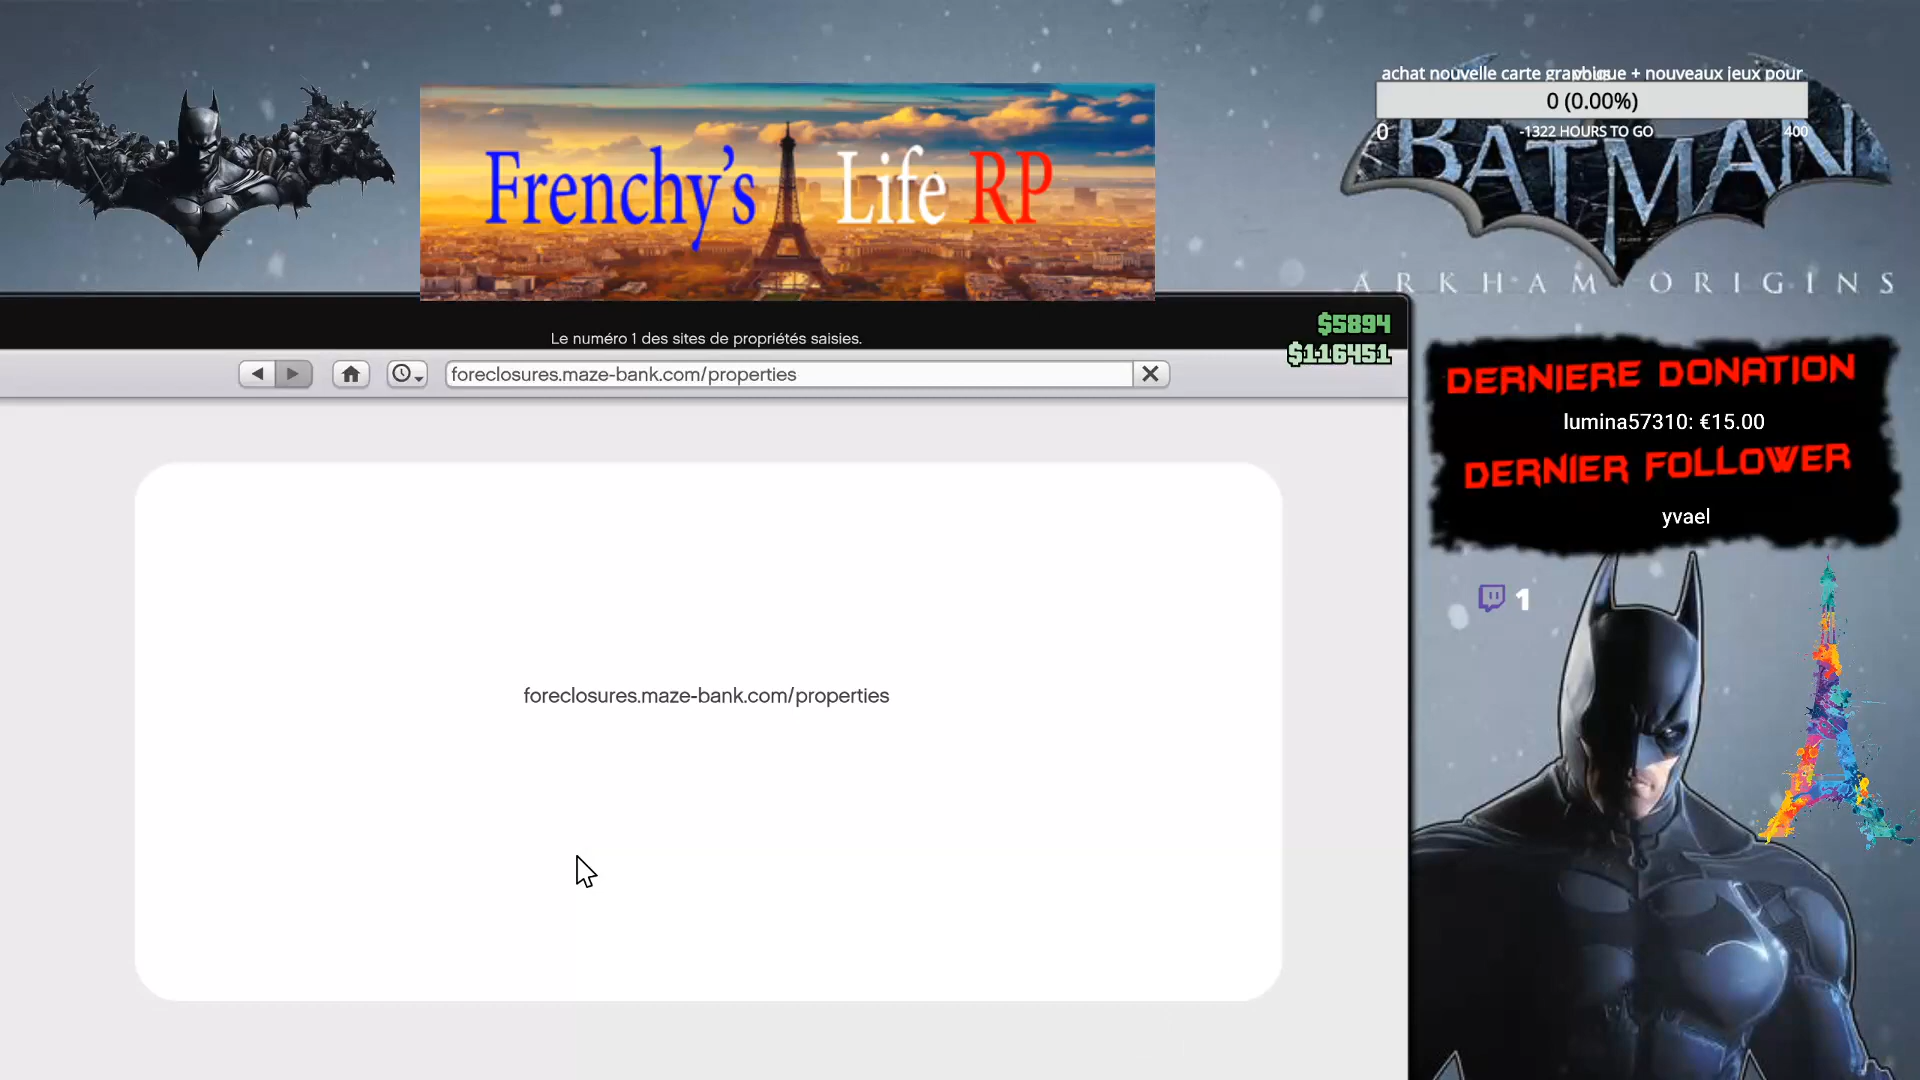 achat nouvelle carte graphique + nouveaux jeux pour
0 (0.00%)
0 -1322 HOURS TO GO 400
BATMAN
ARKHAM ORIGINS
Frenchy's Life RP
Le numéro 1 des sites de propriétés saisies.
$5894
$116451
foreclosures.maze-bank.com/properties
foreclosures.maze-bank.com/properties
DERNIERE DONATION
lumina57310: €15.00
DERNIER FOLLOWER
yvael
1